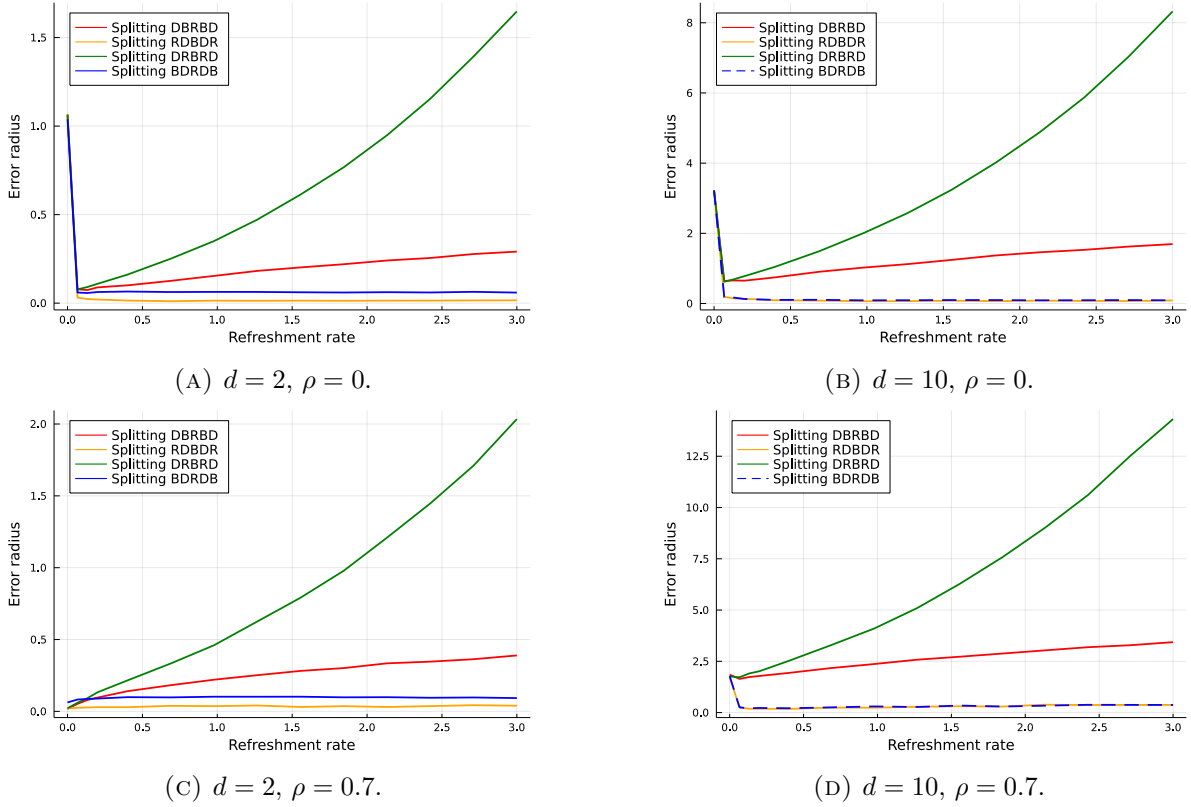 Splitting DBRBD
Splitting RDBDR
Splitting DRBRD
Splitting BDRDB
Error radius
1.5
1.0
0.5
0.0
0.0 0.5 1.0 1.5 2.0 2.5 3.0
Refreshment rate
(A) d = 2, ρ = 0.
Splitting DBRBD
Splitting RDBDR
Splitting DRBRD
Splitting BDRDB
Error radius
8
6
4
2
0
0.0 0.5 1.0 1.5 2.0 2.5 3.0
Refreshment rate
(B) d = 10, ρ = 0.
Splitting DBRBD
Splitting RDBDR
Splitting DRBRD
Splitting BDRDB
Error radius
2.0
1.5
1.0
0.5
0.0
0.0 0.5 1.0 1.5 2.0 2.5 3.0
Refreshment rate
(C) d = 2, ρ = 0.7.
Splitting DBRBD
Splitting RDBDR
Splitting DRBRD
Splitting BDRDB
Error radius
12.5
10.0
7.5
5.0
2.5
0.0
0.0 0.5 1.0 1.5 2.0 2.5 3.0
Refreshment rate
(D) d = 10, ρ = 0.7.